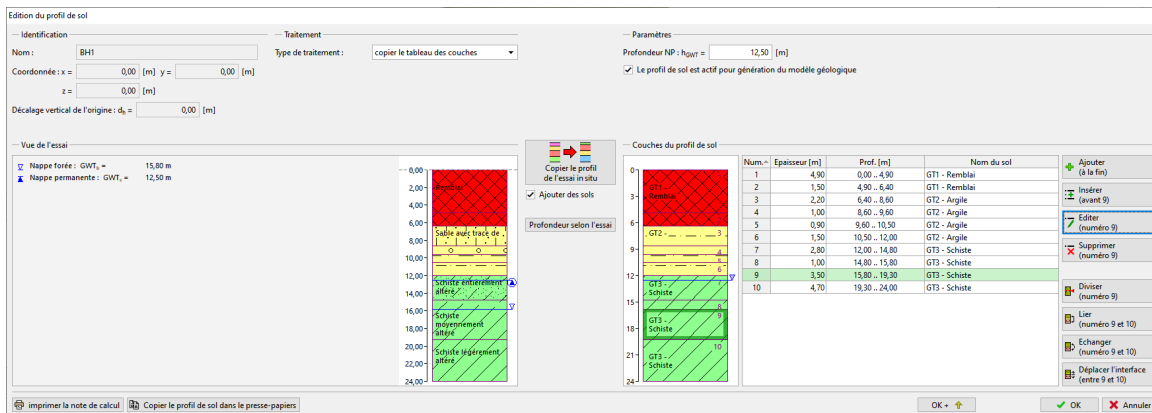 Edition du profil de sol
Identification
Nom : BH1
Coordonnée : x = 0,00 [m] y = 0,00 [m]
z = 0,00 [m]
Décalage vertical de l'origine : dₕ = 0,00 [m]
Traitement
Type de traitement : copier le tableau des couches
Paramètres
Profondeur NP : h_GWT = 12,50 [m]
Le profil de sol est actif pour génération du modèle géologique
Vue de l'essai
Nappe forée : GWTₕ = 15,80 m
Nappe permanente : GWTₛ = 12,50 m
0,00
2,00
4,00
6,00
8,00
10,00
12,00
14,00
16,00
18,00
20,00
22,00
24,00
Remblai
Sable avec trace de
Schiste entièrement
altéré
Schiste
moyennement
altéré
Schiste légèrement
altéré
Copier le profil
de l'essai in situ
Ajouter des sols
Profondeur selon l'essai
Couches du profil de sol
0
3
6
9
12
15
18
21
24
GT1 -
Remblai
GT2 -
3
4
5
6
GT3 -
Schiste
7
8
GT3 -
Schiste
9
GT3 -
Schiste
10
Num. Epaisseur [m] Prof. [m] Nom du sol
1 4,90 0,00 .. 4,90 GT1 - Remblai
2 1,50 4,90 .. 6,40 GT1 - Remblai
3 2,20 6,40 .. 8,60 GT2 - Argile
4 1,00 8,60 .. 9,60 GT2 - Argile
5 0,90 9,60 .. 10,50 GT2 - Argile
6 1,50 10,50 .. 12,00 GT2 - Argile
7 2,80 12,00 .. 14,80 GT3 - Schiste
8 1,00 14,80 .. 15,80 GT3 - Schiste
9 3,50 15,80 .. 19,30 GT3 - Schiste
10 4,70 19,30 .. 24,00 GT3 - Schiste
Ajouter
(à la fin)
Insérer
(avant 9)
Editer
(numéro 9)
Supprimer
(numéro 9)
Diviser
(numéro 9)
Lier
(numéro 9 et 10)
Echanger
(numéro 9 et 10)
Déplacer l'interface
(entre 9 et 10)
imprimer la note de calcul
Copier le profil de sol dans le presse-papiers
OK +
OK
Annuler